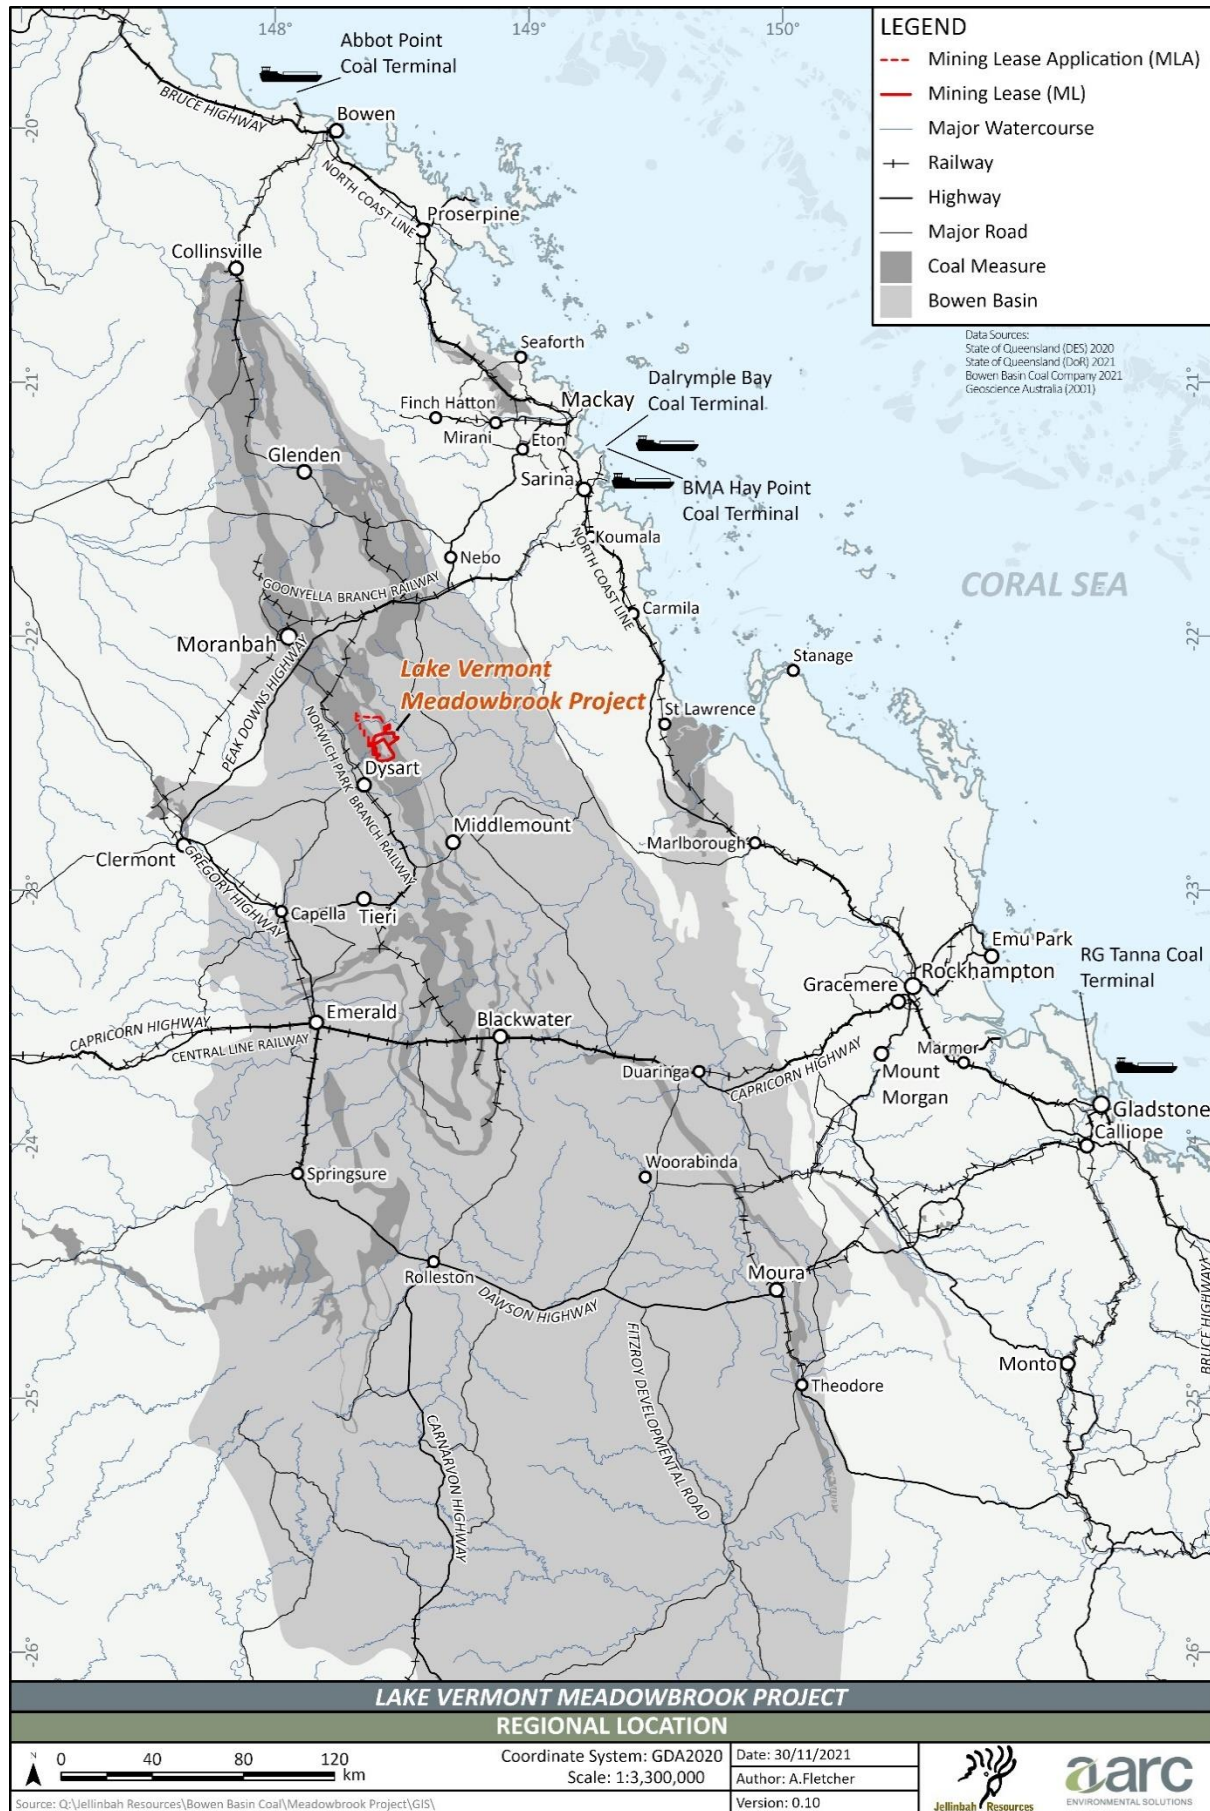 148°
149°
150°
Abbot Point
Coal Terminal
BRUCE HIGHWAY
Bowen
-20°
NORTH COAST LINE
Proserpine
Collinsville
LEGEND
Mining Lease Application (MLA)
Mining Lease (ML)
Major Watercourse
Railway
Highway
Major Road
Coal Measure
Bowen Basin
Data Sources:
State of Queensland (DES) 2020
State of Queensland (DoR) 2021
Bowen Basin Coal Company 2021
Geoscience Australia (2001)
Seaforth
-21°
-21°
Dalrymple Bay
Coal Terminal
Finch Hatton
Mackay
Mirani
Eton
Glenden
Sarina
BMA Hay Point
Coal Terminal
Koumala
Nebo
NORTH COAST LINE
GOONYELLA BRANCH RAILWAY
CORAL SEA
Carmila
-22°
-22°
Moranbah
Stanage
PEAK DOWNS HIGHWAY
Lake Vermont
Meadowbrook Project
St Lawrence
NORWICH PARK BRANCH RAILWAY
Dysart
Middlemount
Marlborough
Clermont
GREGORY HIGHWAY
-23°
-23°
Capella
Tieri
Emu Park
RG Tanna Coal
Terminal
Rockhampton
Gracemere
Emerald
Blackwater
CAPRICORN HIGHWAY
CENTRAL LINE RAILWAY
Duaringa
CAPRICORN HIGHWAY
Marmor
Mount
Morgan
Gladstone
Calliope
-24°
-24°
Springsure
Woorabinda
Rolleston
Moura
DAWSON HIGHWAY
FITZROY DEVELOPMENTAL ROAD
BRUCE HIGHWAY
Monto
Theodore
-25°
-25°
CARNARVON HIGHWAY
-26°
-26°
LAKE VERMONT MEADOWBROOK PROJECT
REGIONAL LOCATION
N
0 40 80 120
km
Coordinate System: GDA2020
Scale: 1:3,300,000
Date: 30/11/2021
Author: A.Fletcher
Version: 0.10
Source: Q:\Jellinbah Resources\Bowen Basin Coal\Meadowbrook Project\GIS\
Jellinbah Resources
aarc
ENVIRONMENTAL SOLUTIONS